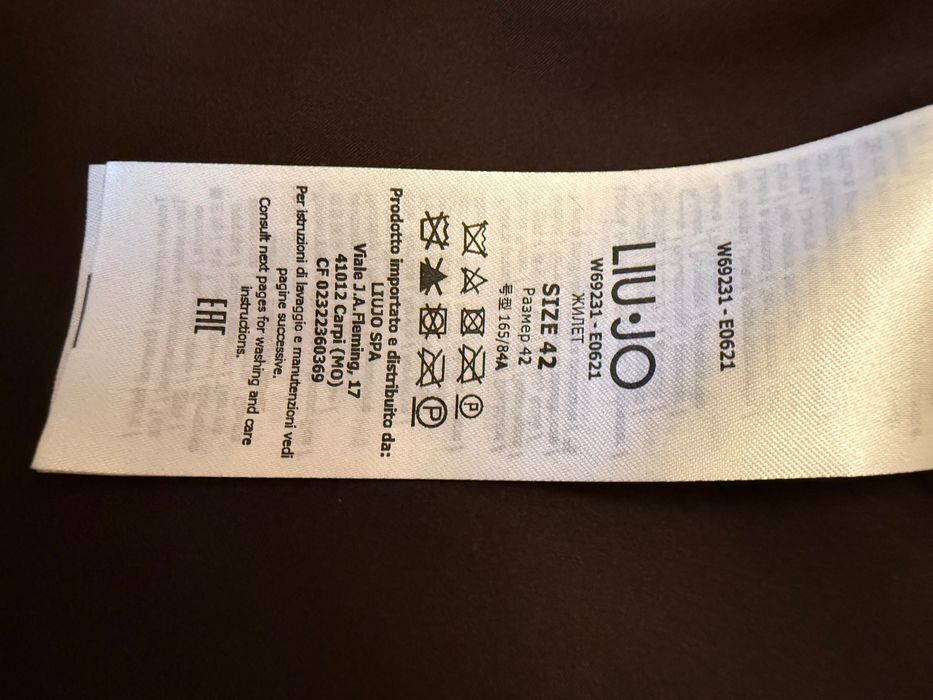 W69231 - E0621
LIU·JO
W69231 - E0621
ЖИЛЕТ
SIZE 42
Размер 42
号型 165/84A
P
P
Prodotto importato e distribuito da:
LIUJO SPA
Viale J.A.Fleming, 17
41012 Carpi (MO)
CF 02322360369
Per istruzioni di lavaggio e manutenzioni vedi
pagine successive.
Consult next pages for washing and care
instructions.
EAC